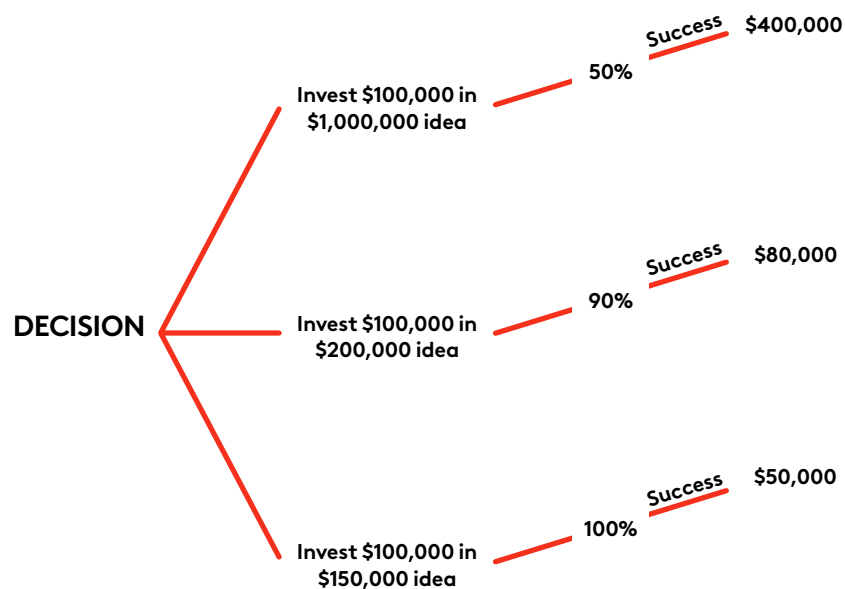 Success $400,000
50%
Invest $100,000 in
$1,000,000 idea
Success $80,000
90%
DECISION
Invest $100,000 in
$200,000 idea
Success $50,000
100%
Invest $100,000 in
$150,000 idea